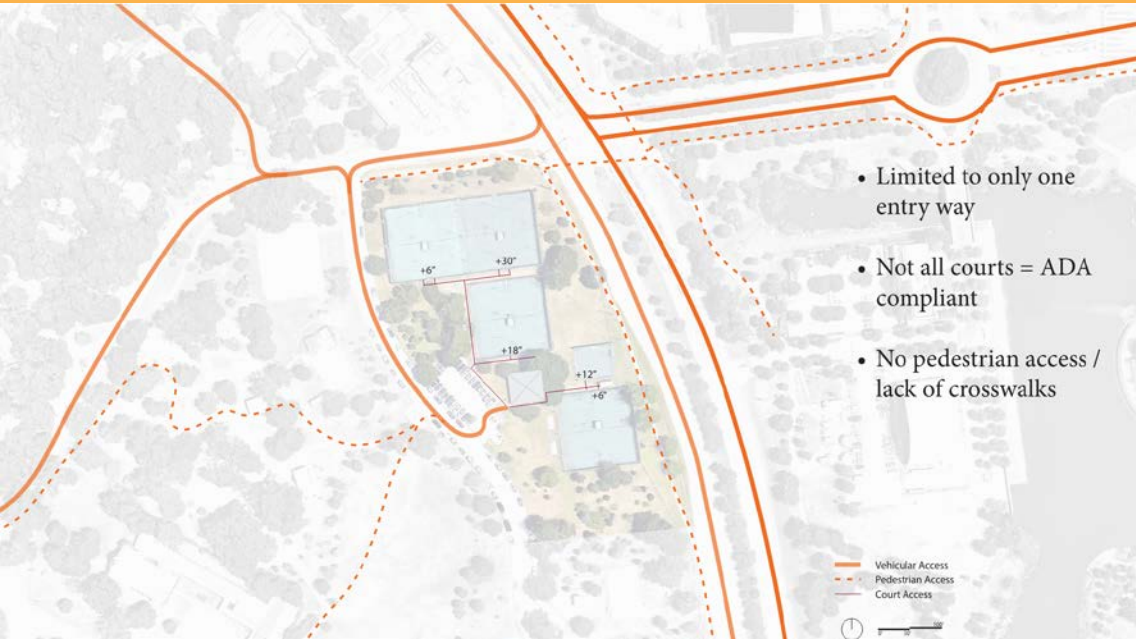 • Limited to only one
entry way
• Not all courts = ADA
compliant
• No pedestrian access /
lack of crosswalks
+30"
+6"
+18"
+12"
+6"
Vehicular Access
Pedestrian Access
Court Access